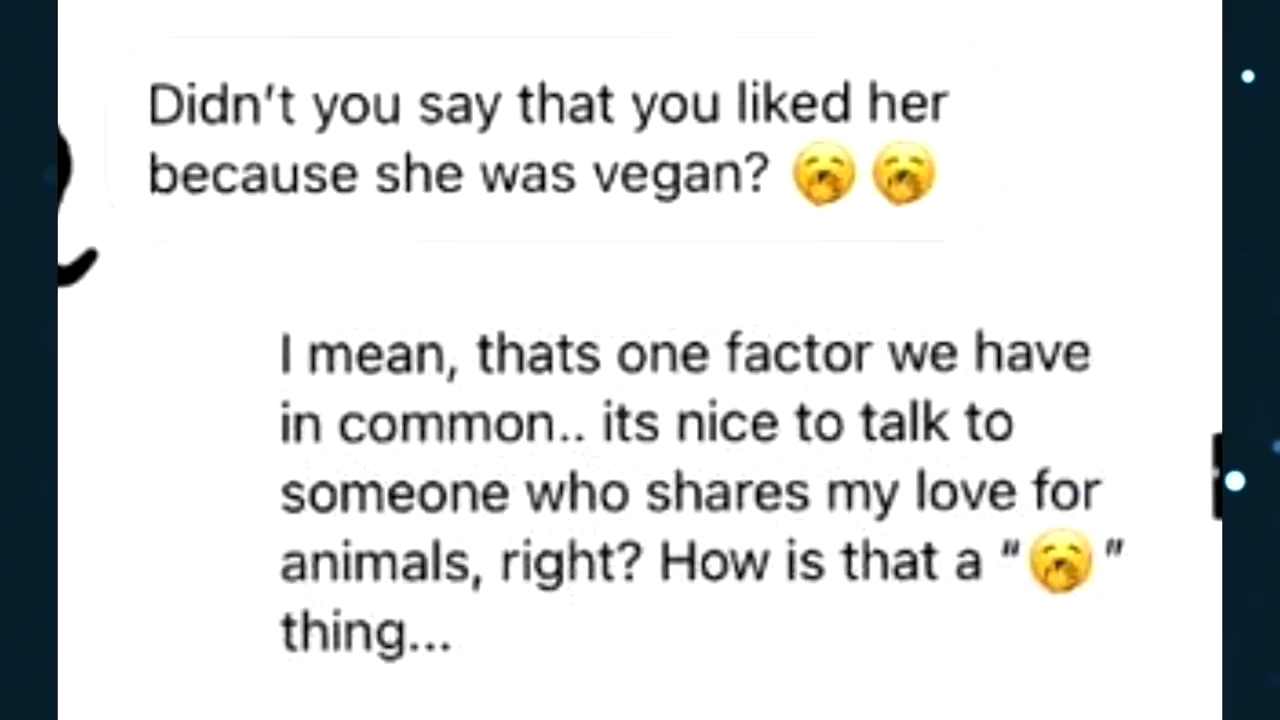 Didn’t you say that you liked her
because she was vegan? 🥱🥱
I mean, thats one factor we have
in common.. its nice to talk to
someone who shares my love for
animals, right? How is that a “🥱”
thing...